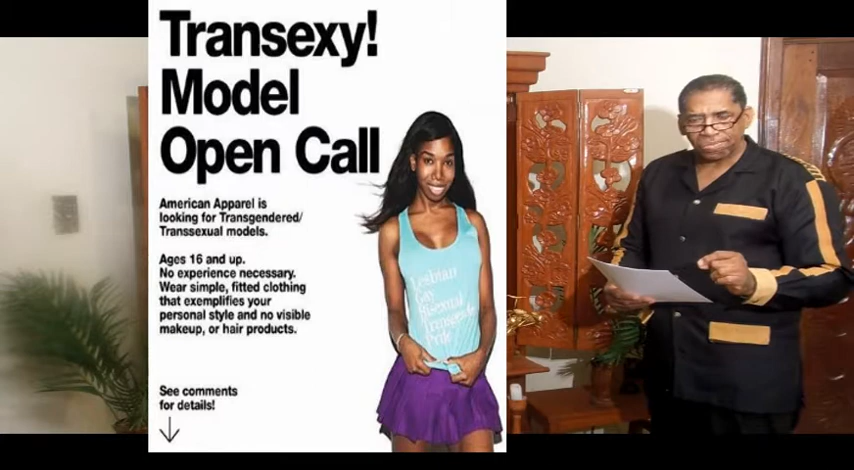 Transexy!
Model
Open Call
American Apparel is
looking for Transgendered/
Transsexual models.
Ages 16 and up.
No experience necessary.
Wear simple, fitted clothing
that exemplifies your
personal style and no visible
makeup, or hair products.
See comments
for details!
Lesbian
Gay
Bisexual
Transgender
Pride